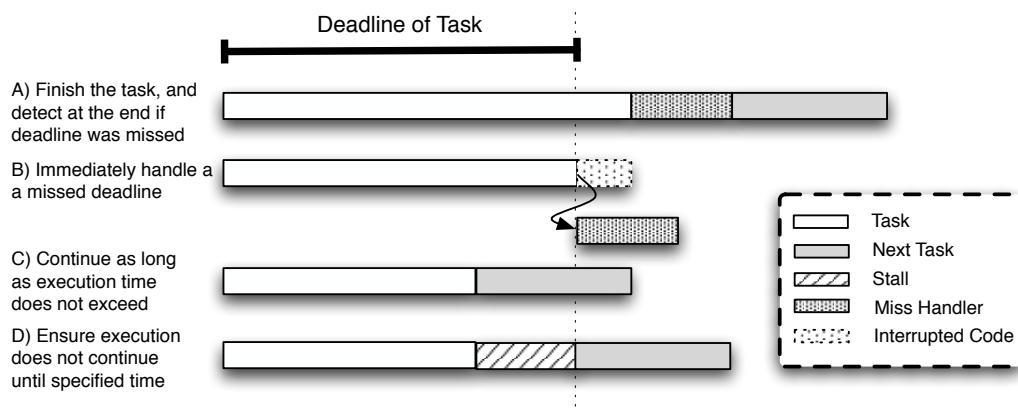 Deadline of Task
A) Finish the task, and
detect at the end if
deadline was missed
B) Immediately handle a
a missed deadline
C) Continue as long
as execution time
does not exceed
D) Ensure execution
does not continue
until specified time
Task
Next Task
Stall
Miss Handler
Interrupted Code